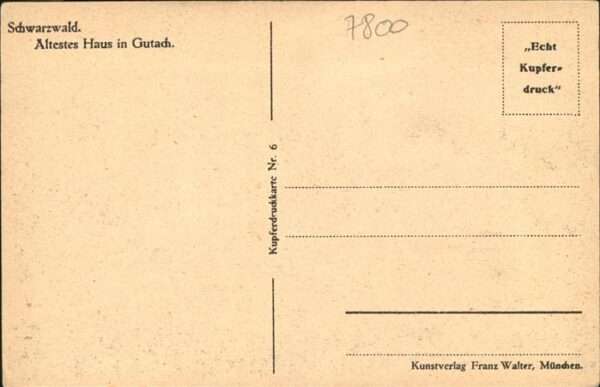 Schwarzwald.
Ältestes Haus in Gutach.
7800
„Echt
Kupfer=
druck“
Kupferdruckkarte Nr. 6
Kunstverlag Franz Walter, München.